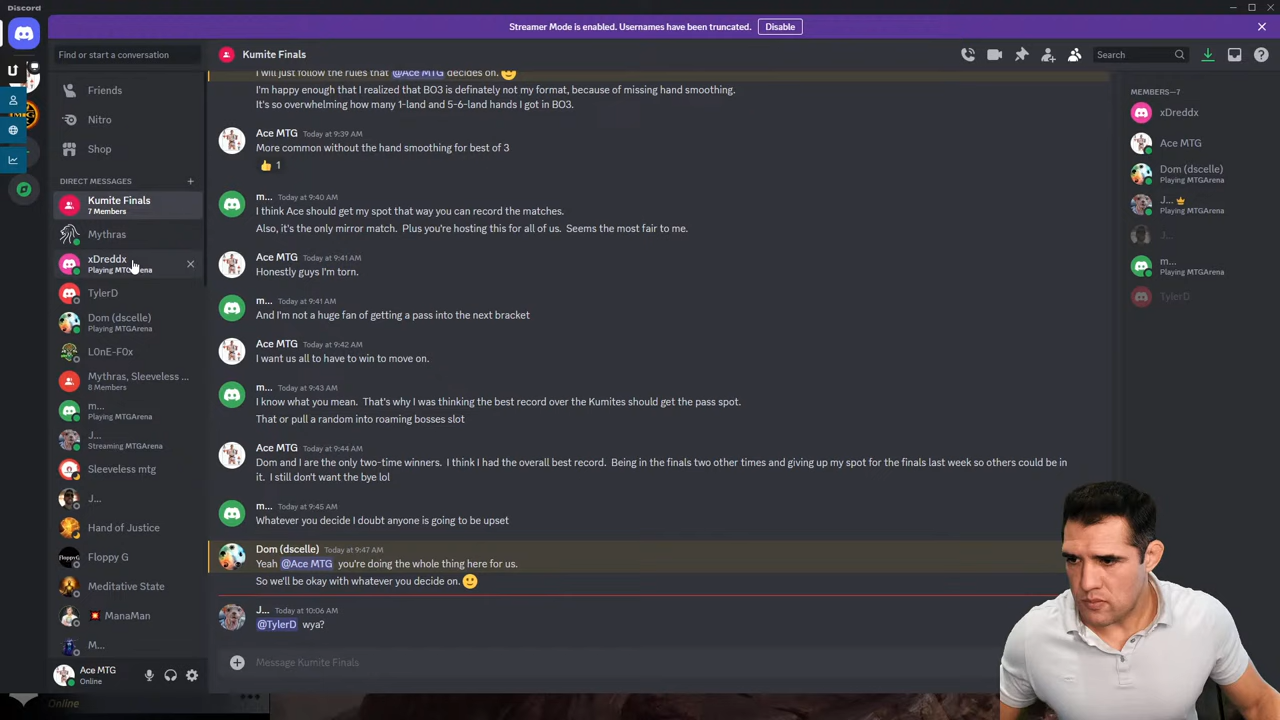 Discord
Streamer Mode is enabled. Usernames have been truncated.
Disable
Find or start a conversation
Friends
Nitro
Shop
DIRECT MESSAGES
Kumite Finals
7 Members
Mythras
xDreddx
Playing MTGArena
TylerD
Dom (dscelle)
Playing MTGArena
L0nE-F0x
Mythras, Sleeveless ...
8 Members
m...
Playing MTGArena
J...
Streaming MTGArena
Sleeveless mtg
J...
Hand of Justice
Floppy G
Meditative State
ManaMan
M...
Ace MTG
Online
Online
Kumite Finals
Search
I will just follow the rules that @Ace MTG decides on.
I'm happy enough that I realized that BO3 is definately not my format, because of missing hand smoothing.
It's so overwhelming how many 1-land and 5-6-land hands I got in BO3.
Ace MTG Today at 9:39 AM
More common without the hand smoothing for best of 3
1
m... Today at 9:40 AM
I think Ace should get my spot that way you can record the matches.
Also, it's the only mirror match. Plus you're hosting this for all of us. Seems the most fair to me.
Ace MTG Today at 9:41 AM
Honestly guys I'm torn.
m... Today at 9:41 AM
And I'm not a huge fan of getting a pass into the next bracket
Ace MTG Today at 9:42 AM
I want us all to have to win to move on.
m... Today at 9:43 AM
I know what you mean. That's why I was thinking the best record over the Kumites should get the pass spot.
That or pull a random into roaming bosses slot
Ace MTG Today at 9:44 AM
Dom and I are the only two-time winners. I think I had the overall best record. Being in the finals two other times and giving up my spot for the finals last week so others could be in
it. I still don't want the bye lol
m... Today at 9:45 AM
Whatever you decide I doubt anyone is going to be upset
Dom (dscelle) Today at 9:47 AM
Yeah @Ace MTG you're doing the whole thing here for us.
So we'll be okay with whatever you decide on.
J... Today at 10:06 AM
@TylerD wya?
Message Kumite Finals
MEMBERS—7
xDreddx
Ace MTG
Dom (dscelle)
Playing MTGArena
J...
Playing MTGArena
J...
m...
Playing MTGArena
TylerD